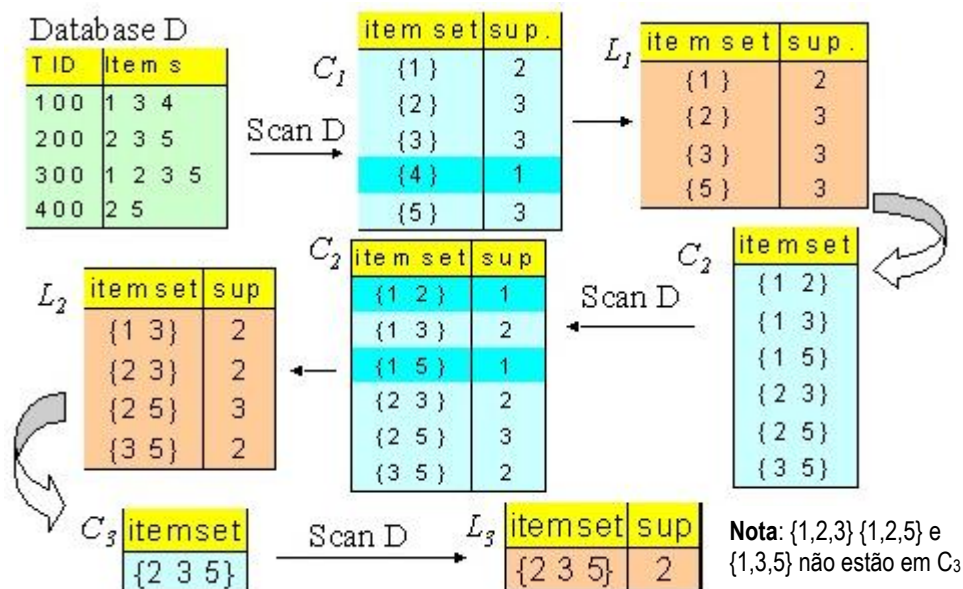 Database D
TID Items
100 1 3 4
200 2 3 5
300 1 2 3 5
400 2 5
Scan D
C1
itemset sup.
{1} 2
{2} 3
{3} 3
{4} 1
{5} 3
L1
itemset sup.
{1} 2
{2} 3
{3} 3
{5} 3
C2
itemset
{1 2}
{1 3}
{1 5}
{2 3}
{2 5}
{3 5}
Scan D
C2
itemset sup
{1 2} 1
{1 3} 2
{1 5} 1
{2 3} 2
{2 5} 3
{3 5} 2
L2
itemset sup
{1 3} 2
{2 3} 2
{2 5} 3
{3 5} 2
C3
itemset
{2 3 5}
Scan D
L3
itemset sup
{2 3 5} 2
Nota: {1,2,3} {1,2,5} e
{1,3,5} não estão em C3